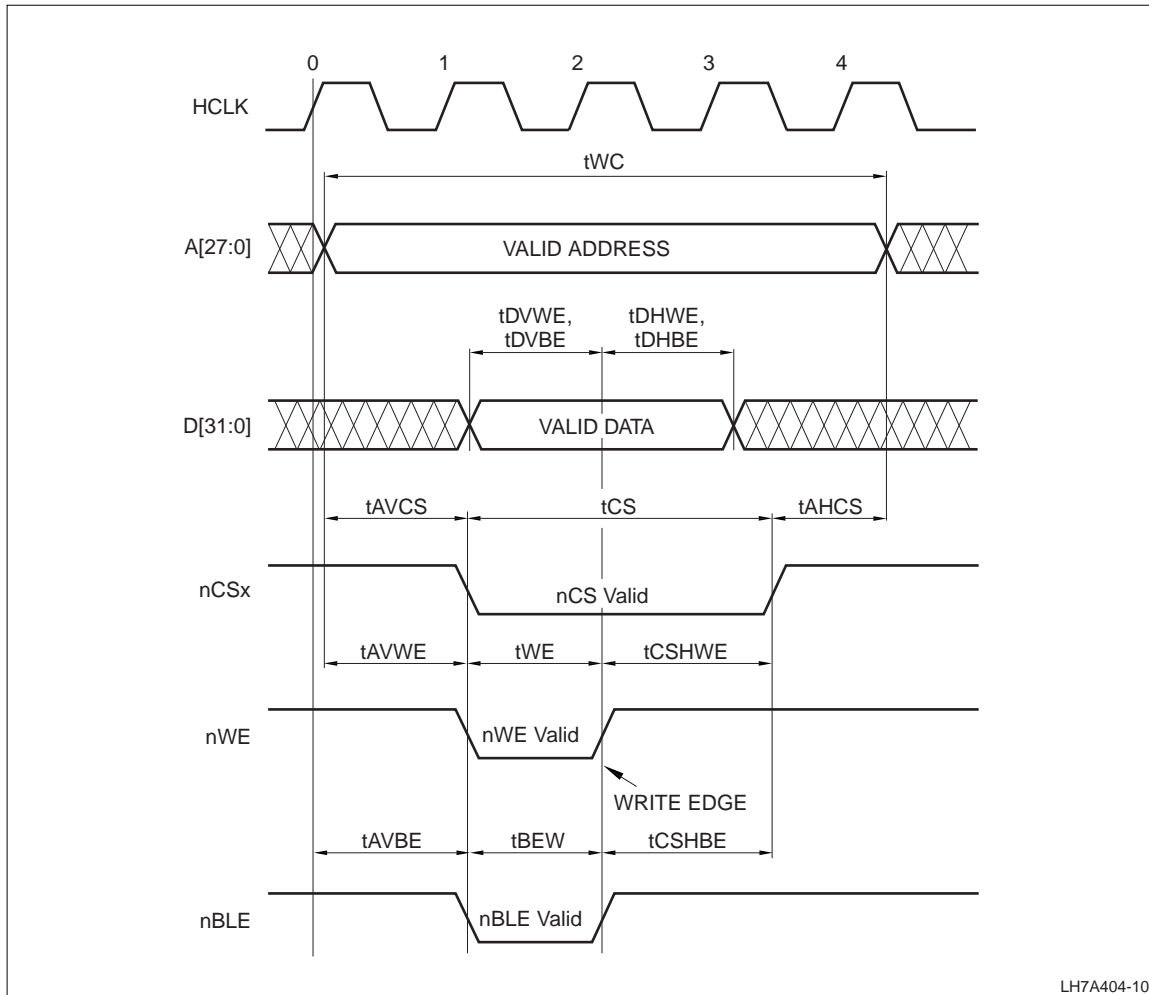 0 1 2 3 4
HCLK
tWC
A[27:0] VALID ADDRESS
tDVWE, tDHWE,
tDVBE tDHBE
D[31:0] VALID DATA
tAVCS tCS tAHCS
nCSx nCS Valid
tAVWE tWE tCSHWE
nWE nWE Valid
WRITE EDGE
tAVBE tBEW tCSHBE
nBLE nBLE Valid
LH7A404-10